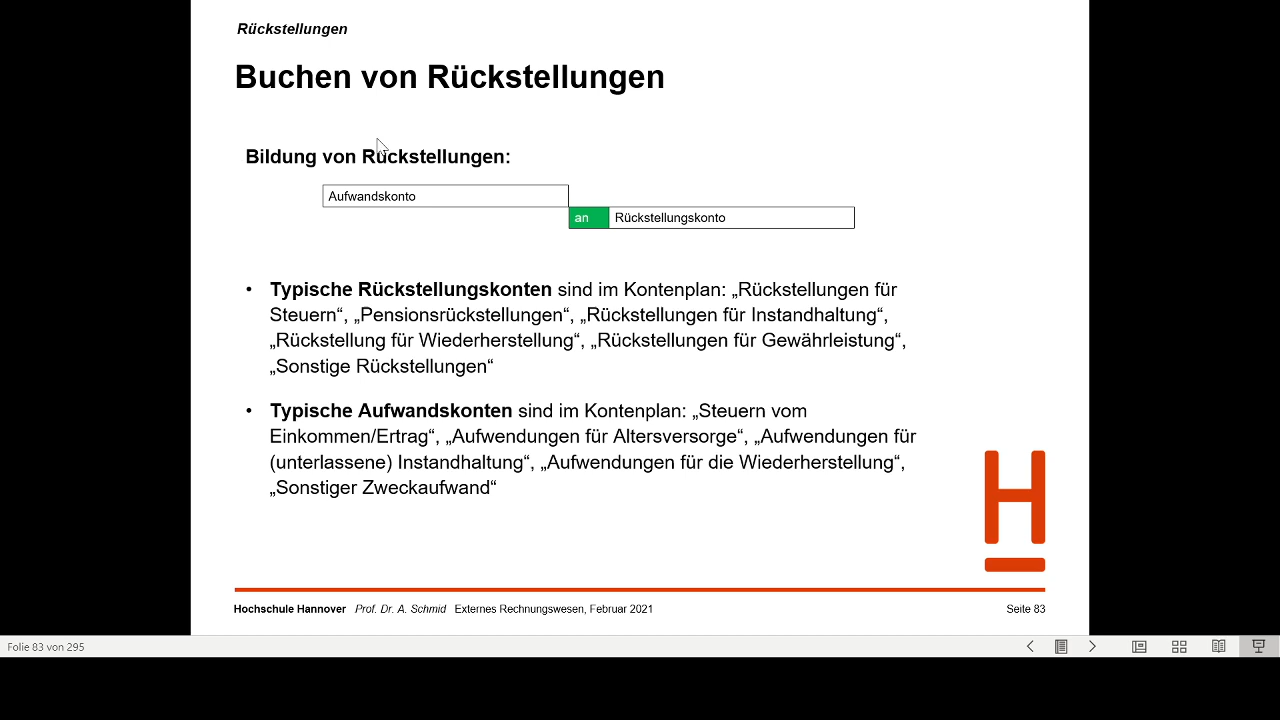 Rückstellungen
Buchen von Rückstellungen
Bildung von Rückstellungen:
Aufwandskonto
an Rückstellungskonto
• Typische Rückstellungskonten sind im Kontenplan: „Rückstellungen für
Steuern“, „Pensionsrückstellungen“, „Rückstellungen für Instandhaltung“,
„Rückstellung für Wiederherstellung“, „Rückstellungen für Gewährleistung“,
„Sonstige Rückstellungen“
• Typische Aufwandskonten sind im Kontenplan: „Steuern vom
Einkommen/Ertrag“, „Aufwendungen für Altersversorge“, „Aufwendungen für
(unterlassene) Instandhaltung“, „Aufwendungen für die Wiederherstellung“,
„Sonstiger Zweckaufwand“
H
Hochschule Hannover Prof. Dr. A. Schmid Externes Rechnungswesen, Februar 2021 Seite 83
Folie 83 von 295